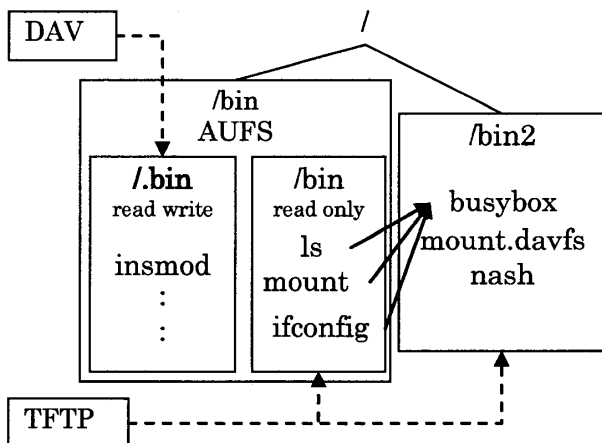 DAV
/
/bin
AUFS
/.bin
read write
insmod
:
:
/bin
read only
ls
mount
ifconfig
/bin2
busybox
mount.davfs
nash
TFTP